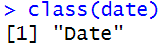 > class(date)
[1] "Date"